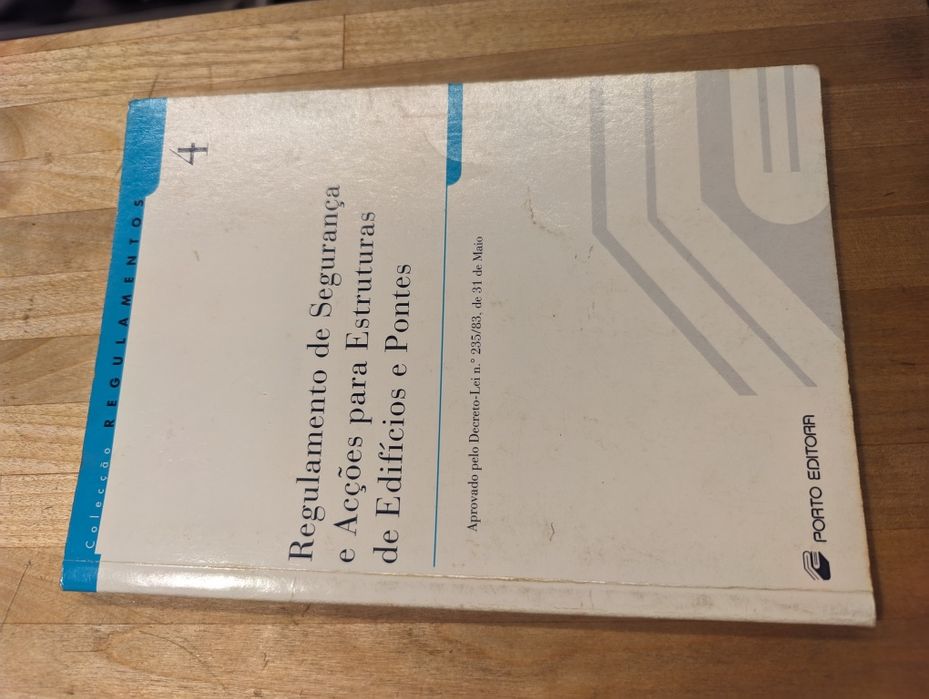 colecção REGULAMENTOS
4
Regulamento de Segurança
e Acções para Estruturas
de Edifícios e Pontes
Aprovado pelo Decreto-Lei n.° 235/83, de 31 de Maio
PORTO EDITORA